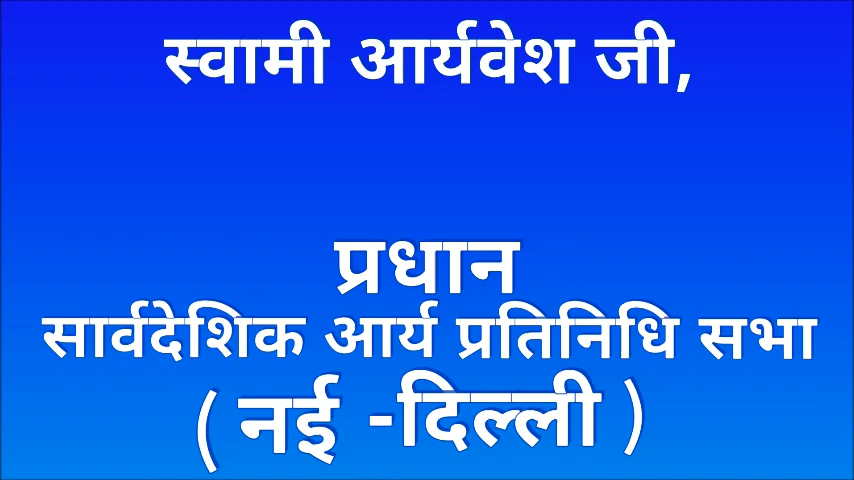 स्वामी आर्यवेश जी,
प्रधान
सार्वदेशिक आर्य प्रतिनिधि सभा
( नई -दिल्ली )